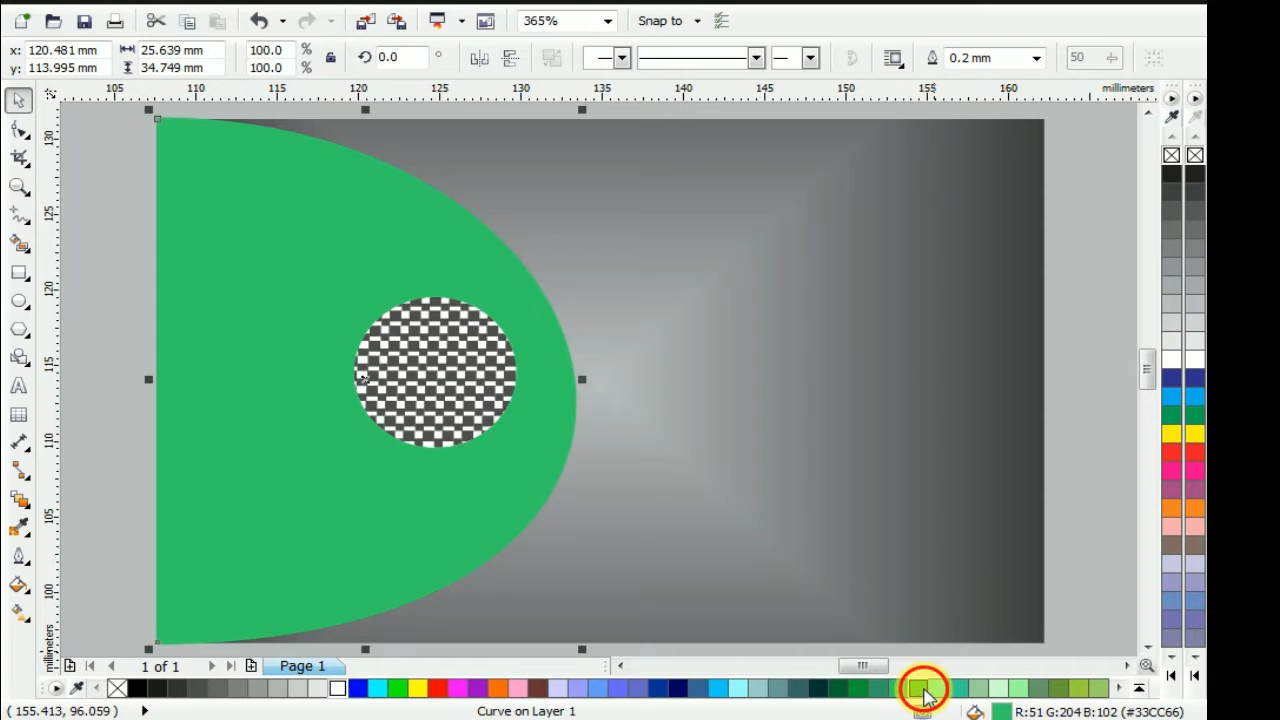 365%
Snap to
x: 120.481 mm 25.639 mm 100.0 %
y: 113.995 mm 34.749 mm 100.0 %
0.0 °
0.2 mm
50
105 110 115 120 125 130 135 140 145 150 155 160 millimeters
130
125
120
115
110
105
100
millimeters
1 of 1
Page 1
( 155.413, 96.059 )
Curve on Layer 1
R:51 G:204 B:102 (#33CC66)